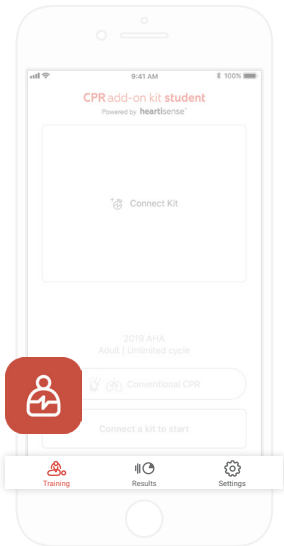 9:41 AM 100%
CPR add-on kit student
Powered by heartisense
Connect Kit
2019 AHA
Adult | Unlimited cycle
Conventional CPR
Connect a kit to start
Training Results Settings